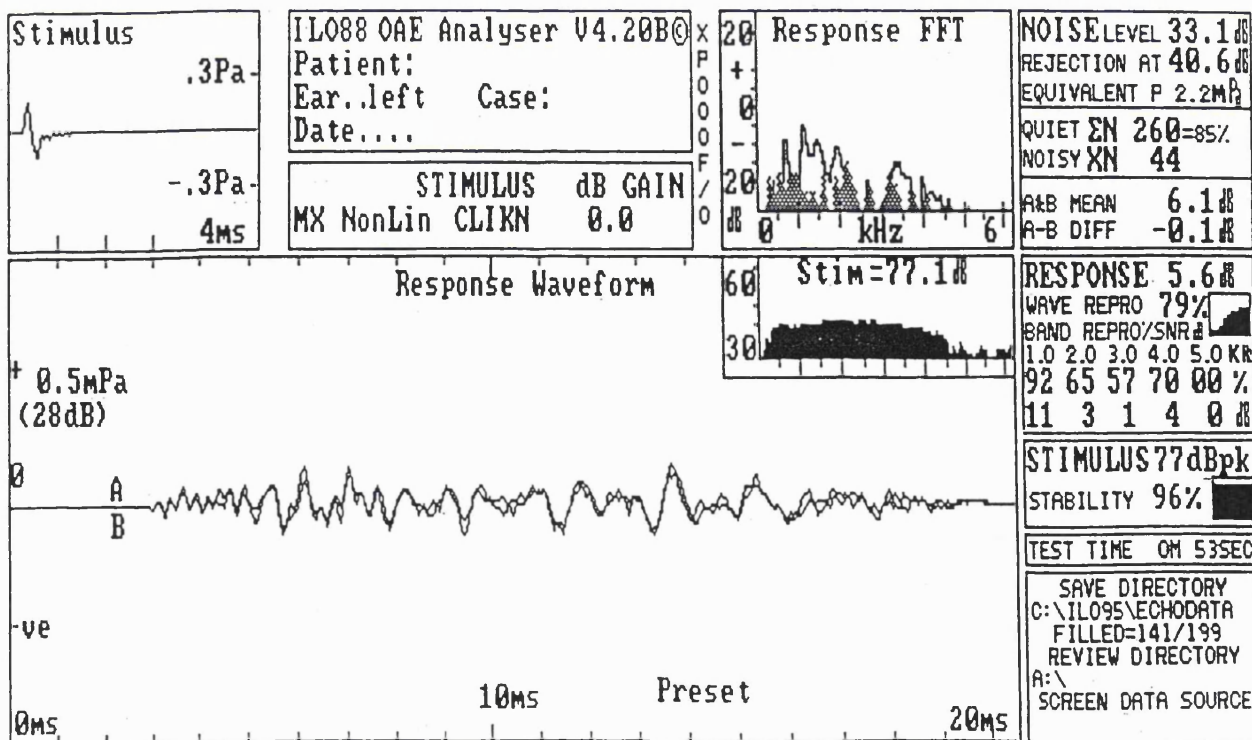 Stimulus
.3Pa-
-.3Pa-
4ms
ILO88 OAE Analyser V4.20B©
Patient:
Ear..left Case:
Date....
STIMULUS dB GAIN
MX NonLin CLIKN 0.0
20
+
0
-
20
dB
Response FFT
0 kHz 6
NOISE LEVEL 33.1dB
REJECTION AT 40.6dB
EQUIVALENT P 2.2MPa
QUIET ΣN 260=85%
NOISY XN 44
A&B MEAN 6.1dB
A-B DIFF -0.1dB
Response Waveform
+ 0.5mPa
(28dB)
0
A
B
-ve
10ms Preset
0ms 20ms
60
30
Stim=77.1dB
RESPONSE 5.6dB
WAVE REPRO 79%
BAND REPRO%SNR dB
1.0 2.0 3.0 4.0 5.0 KHz
92 65 57 70 00 %
11 3 1 4 0 dB
STIMULUS 77dBpk
STABILITY 96%
TEST TIME 0M 53SEC
SAVE DIRECTORY
C:\ILO95\ECHODATA
FILLED=141/199
REVIEW DIRECTORY
A:\
SCREEN DATA SOURCE